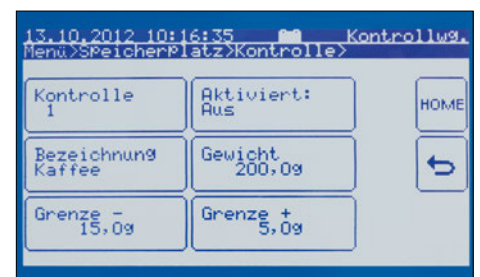 13.10.2012 10:16:35 Kontrollwg.
Menü>Speicherplatz>Kontrolle>
Kontrolle
1
Aktiviert:
Aus
HOME
Bezeichnung
Kaffee
Gewicht
200,0g
Grenze -
15,0g
Grenze +
5,0g